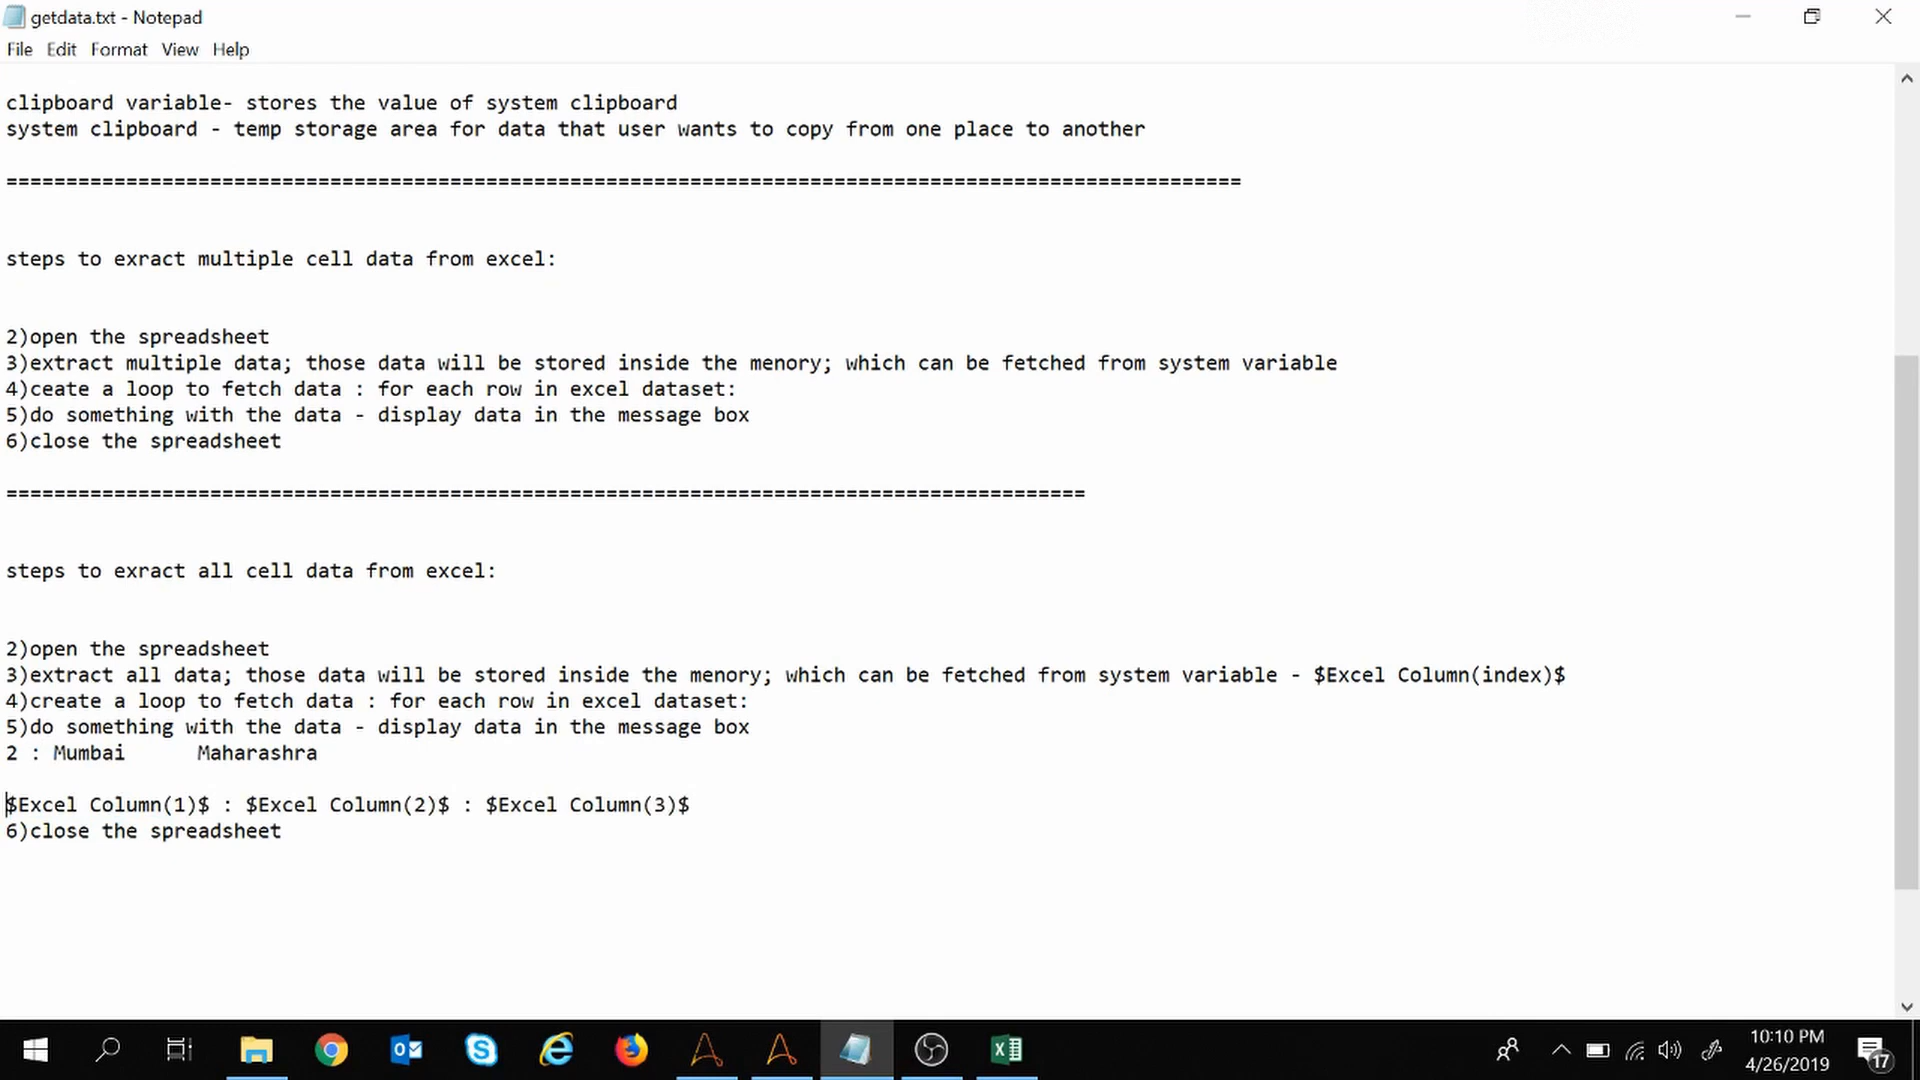 getdata.txt - Notepad
File Edit Format View Help
clipboard variable- stores the value of system clipboard
system clipboard - temp storage area for data that user wants to copy from one place to another
=======================================================================================================
steps to exract multiple cell data from excel:
2)open the spreadsheet
3)extract multiple data; those data will be stored inside the menory; which can be fetched from system variable
4)ceate a loop to fetch data : for each row in excel dataset:
5)do something with the data - display data in the message box
6)close the spreadsheet
==========================================================================================
steps to exract all cell data from excel:
2)open the spreadsheet
3)extract all data; those data will be stored inside the menory; which can be fetched from system variable - $Excel Column(index)$
4)create a loop to fetch data : for each row in excel dataset:
5)do something with the data - display data in the message box
2 : Mumbai      Maharashra
$Excel Column(1)$ : $Excel Column(2)$ : $Excel Column(3)$
6)close the spreadsheet
10:10 PM
4/26/2019
17